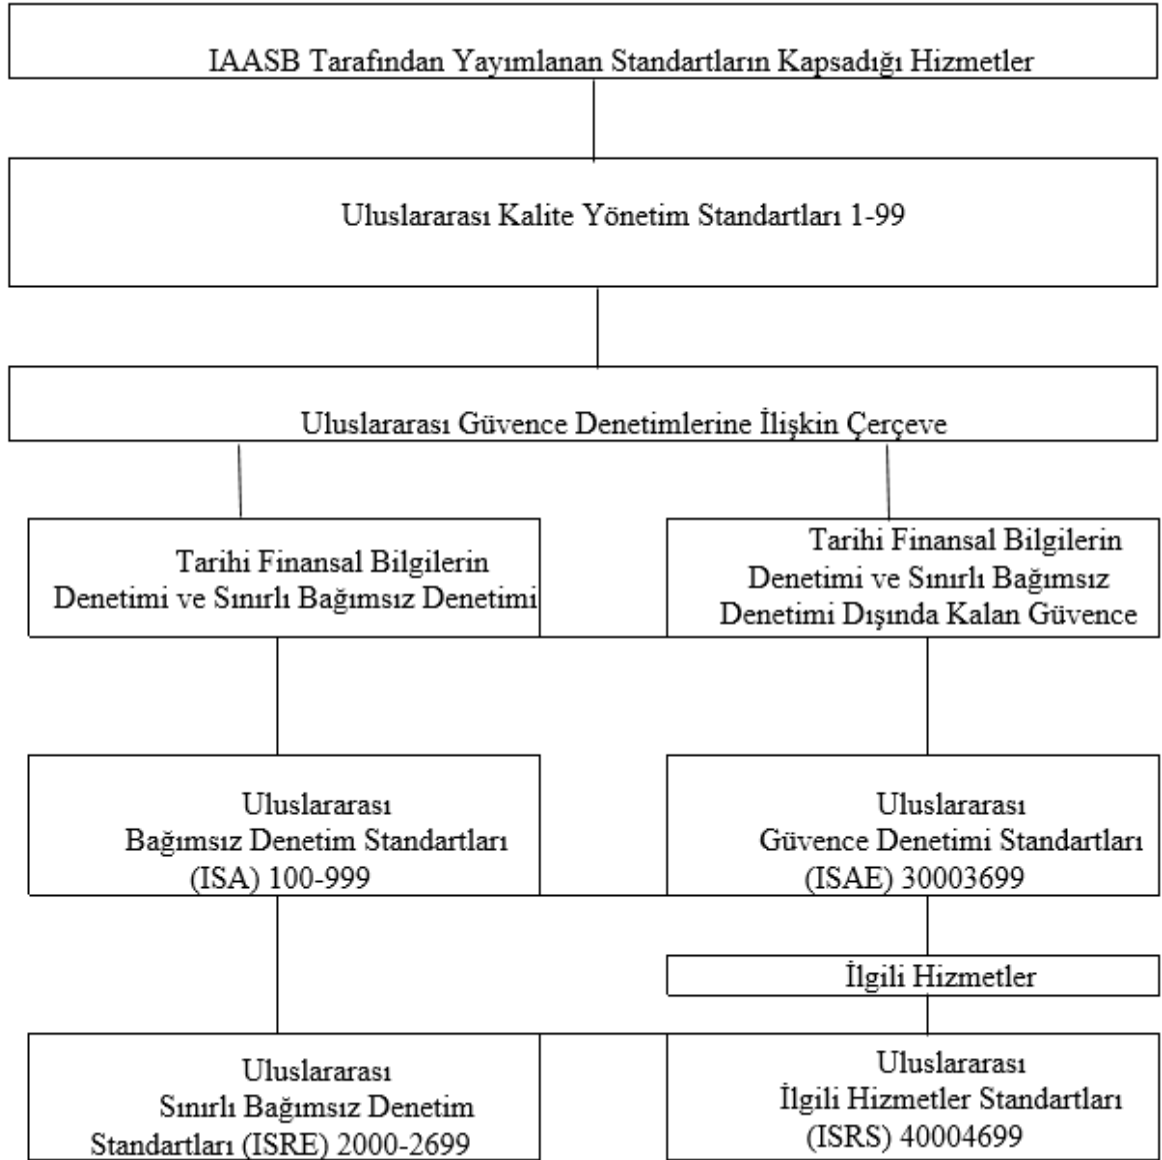 IAASB Tarafından Yayımlanan Standartların Kapsadığı Hizmetler
Uluslararası Kalite Yönetim Standartları 1-99
Uluslararası Güvence Denetimlerine İlişkin Çerçeve
Tarihi Finansal Bilgilerin
Denetimi ve Sınırlı Bağımsız Denetimi
Tarihi Finansal Bilgilerin
Denetimi ve Sınırlı Bağımsız
Denetimi Dışında Kalan Güvence
Uluslararası
Bağımsız Denetim Standartları
(ISA) 100-999
Uluslararası
Güvence Denetimi Standartları
(ISAE) 30003699
İlgili Hizmetler
Uluslararası
Sınırlı Bağımsız Denetim
Standartları (ISRE) 2000-2699
Uluslararası
İlgili Hizmetler Standartları
(ISRS) 40004699